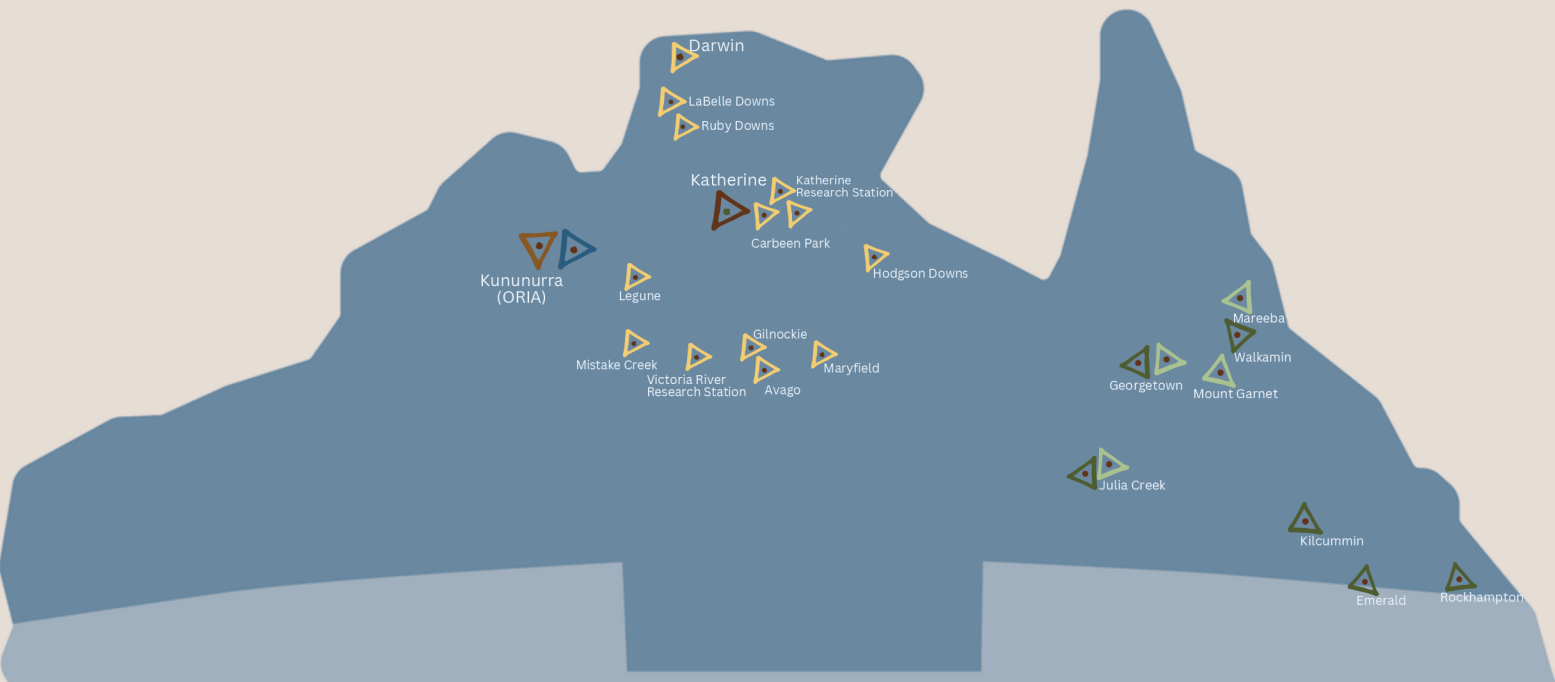 Darwin
LaBelle Downs
Ruby Downs
Katherine
Katherine
Research Station
Carbeen Park
Hodgson Downs
Kununurra
(ORIA)
Legune
Mistake Creek
Victoria River
Research Station
Gilnockie
Avago
Maryfield
Mareeba
Walkamin
Georgetown
Mount Garnet
Julia Creek
Kilcummin
Emerald
Rockhampton